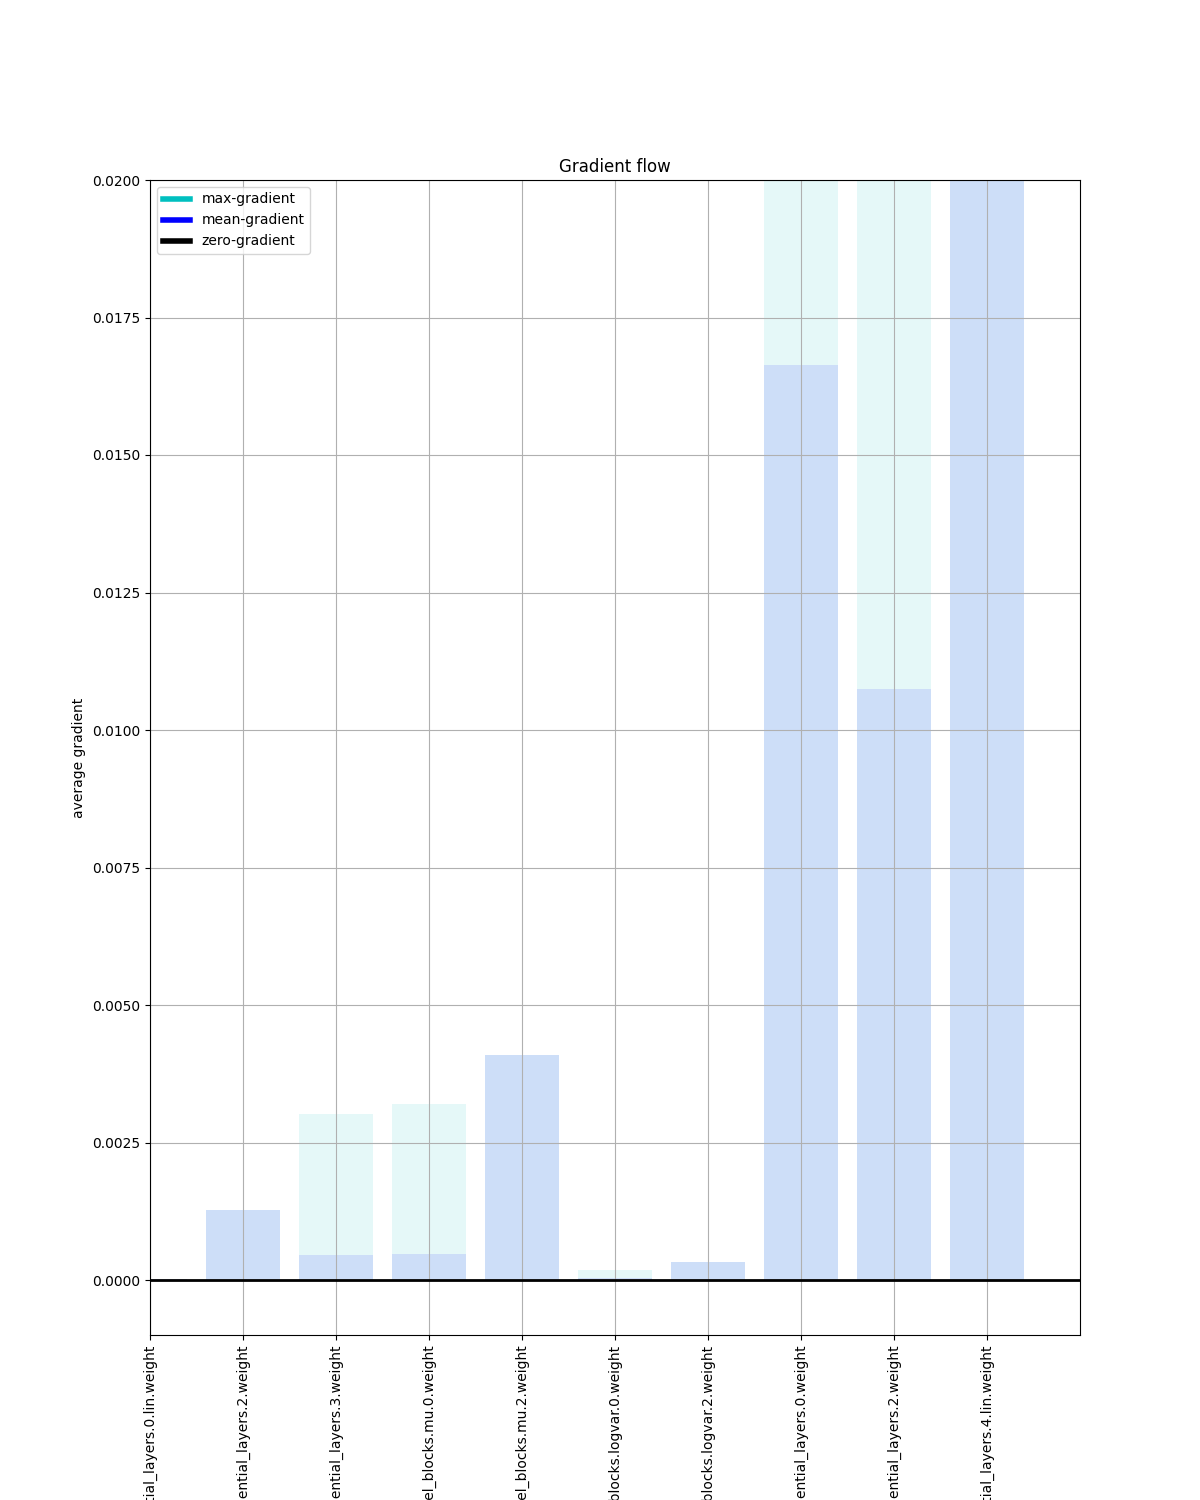 Gradient flow
max-gradient
mean-gradient
zero-gradient
0.0200
0.0175
0.0150
0.0125
0.0100
0.0075
0.0050
0.0025
0.0000
average gradient
tial_layers.0.lin.weight
ential_layers.2.weight
ential_layers.3.weight
el_blocks.mu.0.weight
el_blocks.mu.2.weight
blocks.logvar.0.weight
blocks.logvar.2.weight
ential_layers.0.weight
ential_layers.2.weight
tial_layers.4.lin.weight